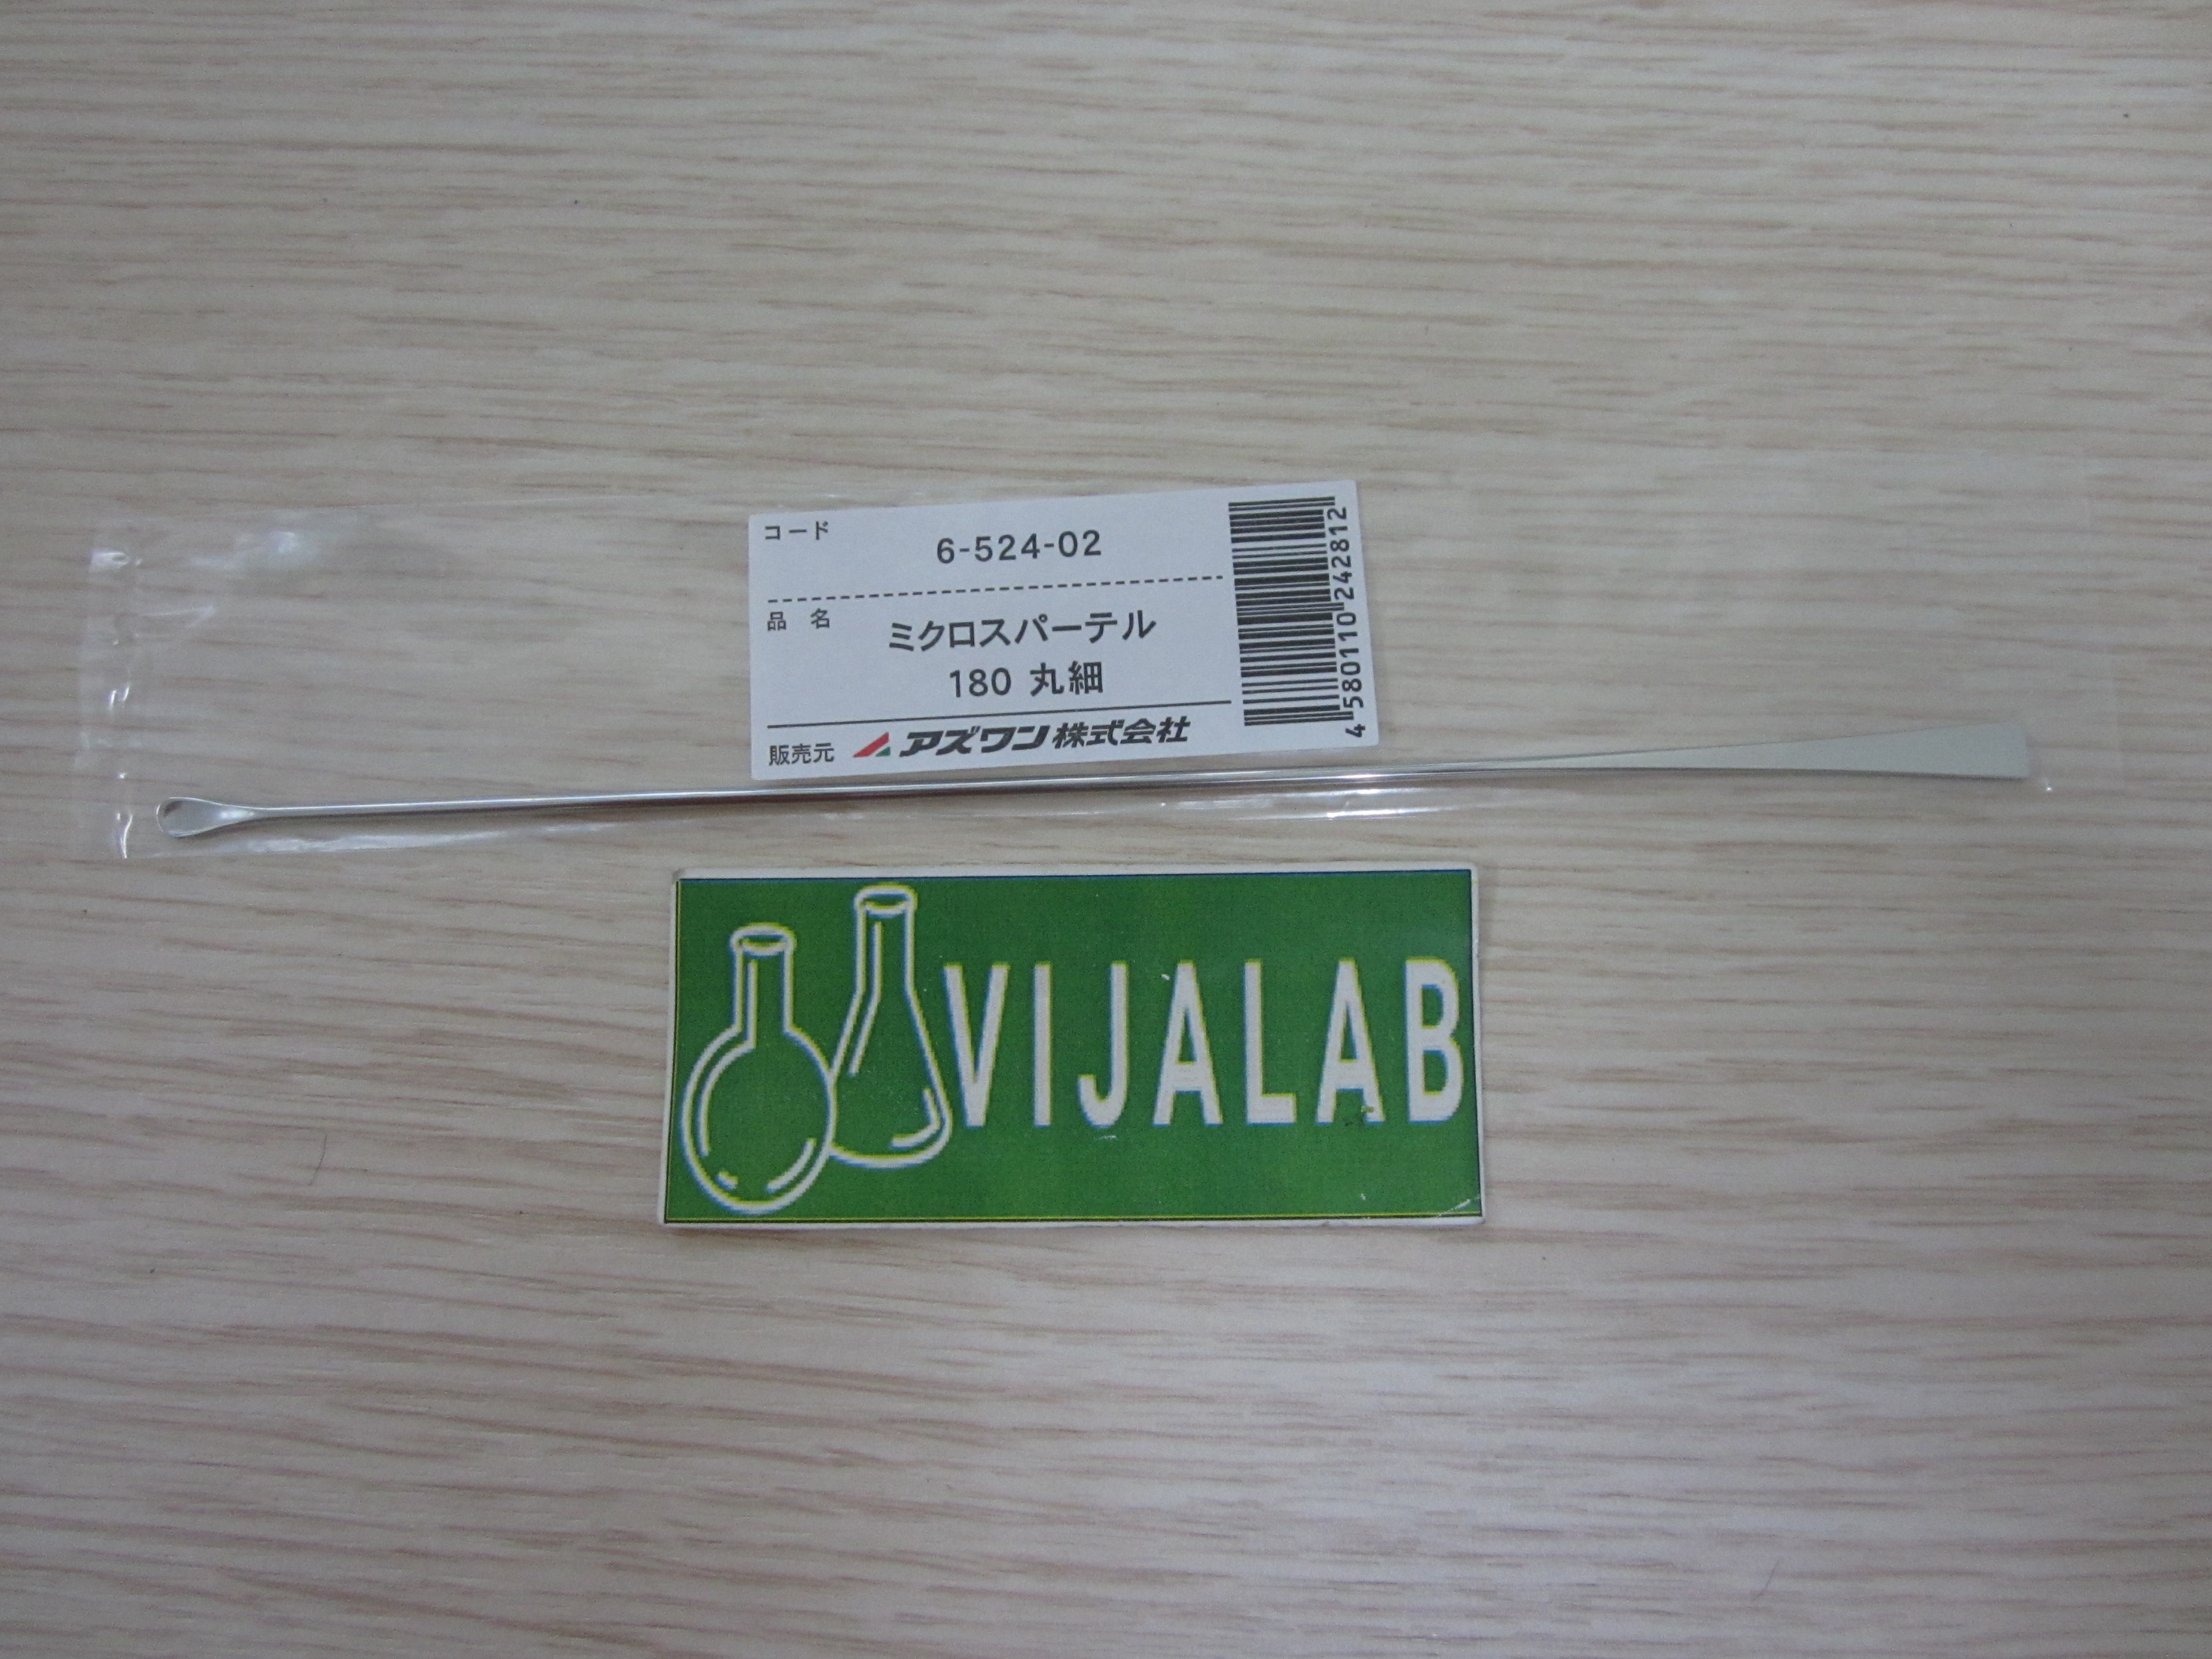 コード
6-524-02
品 名
ミクロスパーテル
180 丸細
販売元 アズワン株式会社
4 580110 242812
VIJALAB